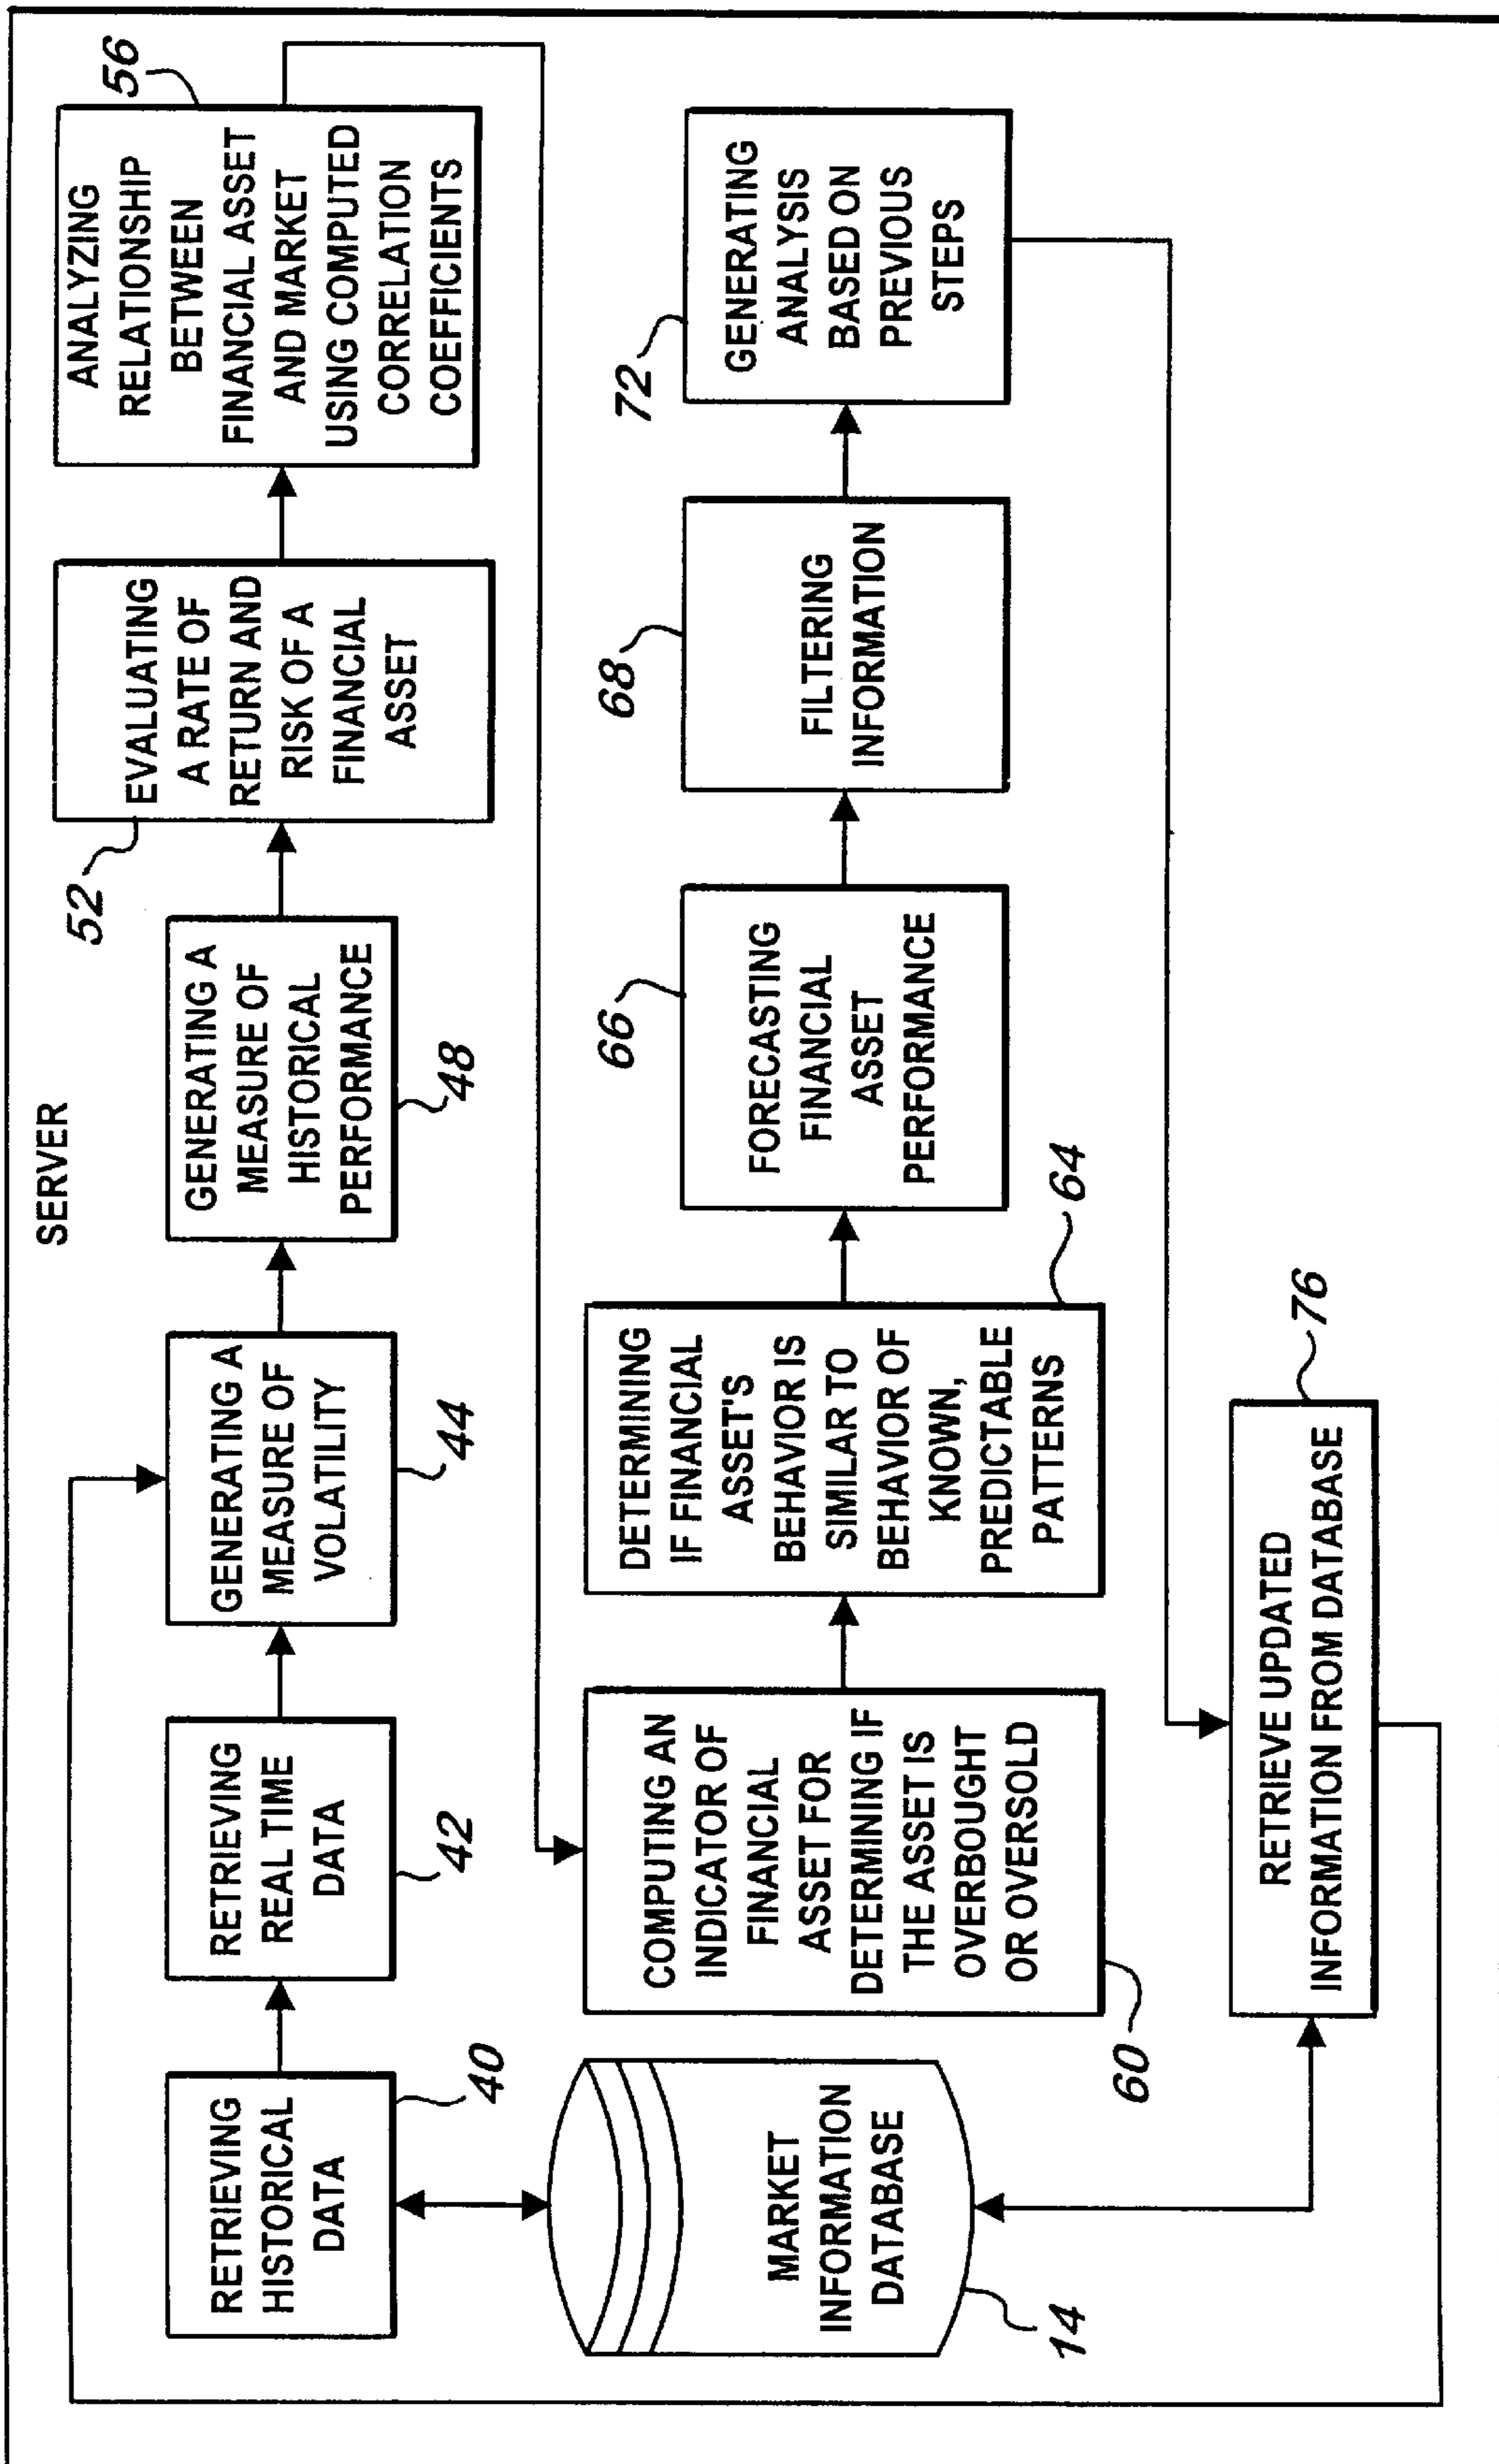 SERVER
RETRIEVING
HISTORICAL
DATA
40
RETRIEVING
REAL TIME
DATA
42
GENERATING A
MEASURE OF
VOLATILITY
44
GENERATING A
MEASURE OF
HISTORICAL
PERFORMANCE
48
EVALUATING
A RATE OF
RETURN AND
RISK OF A
FINANCIAL
ASSET
52
ANALYZING
RELATIONSHIP
BETWEEN
FINANCIAL ASSET
AND MARKET
USING COMPUTED
CORRELATION
COEFFICIENTS
56
MARKET
INFORMATION
DATABASE
14
COMPUTING AN
INDICATOR OF
FINANCIAL
ASSET FOR
DETERMINING IF
THE ASSET IS
OVERBOUGHT
OR OVERSOLD
60
DETERMINING
IF FINANCIAL
ASSET'S
BEHAVIOR IS
SIMILAR TO
BEHAVIOR OF
KNOWN,
PREDICTABLE
PATTERNS
64
FORECASTING
FINANCIAL
ASSET
PERFORMANCE
66
FILTERING
INFORMATION
68
GENERATING
ANALYSIS
BASED ON
PREVIOUS
STEPS
72
RETRIEVE UPDATED
INFORMATION FROM DATABASE
76